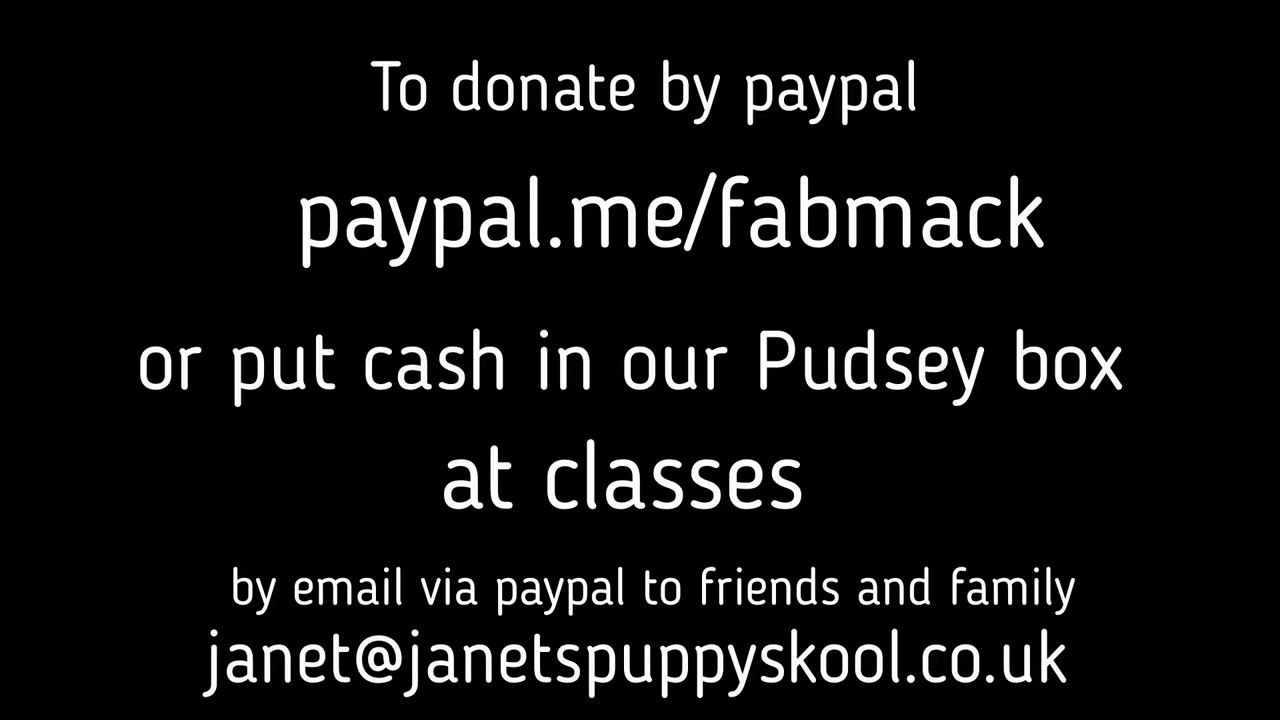 To donate by paypal
paypal.me/fabmack
or put cash in our Pudsey box
at classes
by email via paypal to friends and family
janet@janetspuppyskool.co.uk